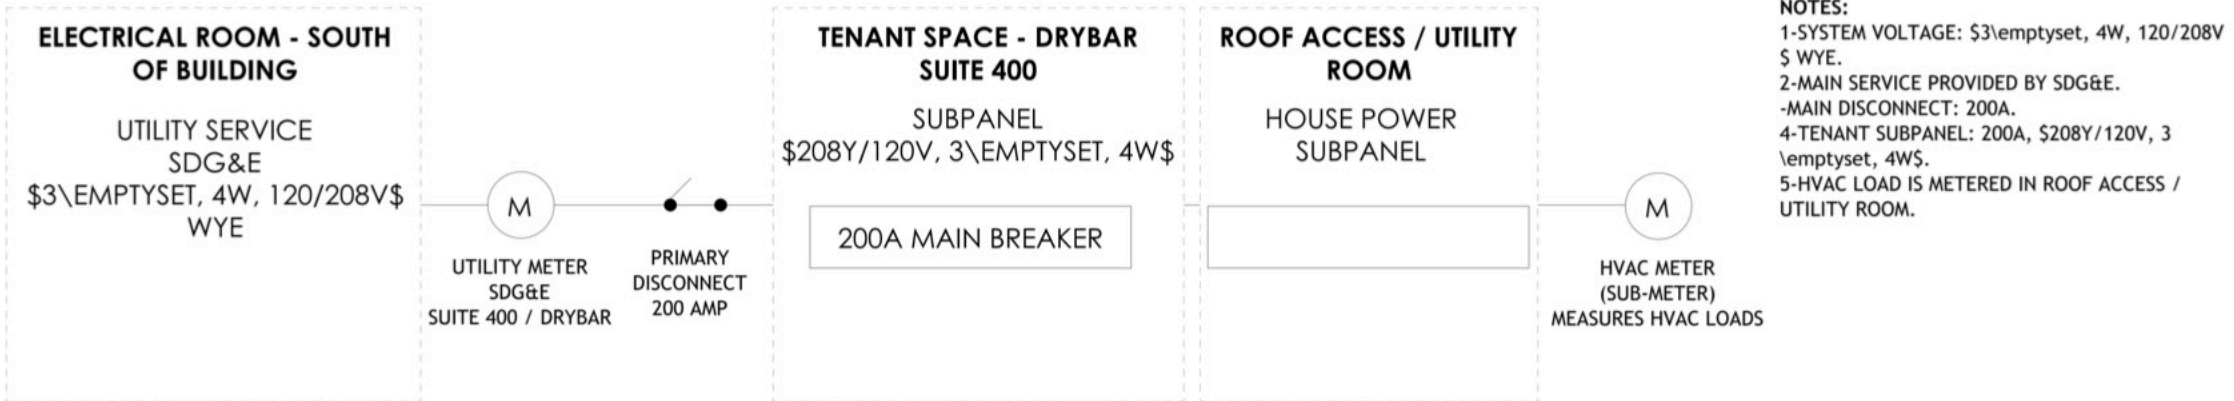 ELECTRICAL ROOM - SOUTH
OF BUILDING
UTILITY SERVICE
SDG&E
$3\EMPTYSET, 4W, 120/208V$
WYE
M
UTILITY METER
SDG&E
SUITE 400 / DRYBAR
PRIMARY
DISCONNECT
200 AMP
TENANT SPACE - DRYBAR
SUITE 400
SUBPANEL
$208Y/120V, 3\EMPTYSET, 4W$
200A MAIN BREAKER
ROOF ACCESS / UTILITY
ROOM
HOUSE POWER
SUBPANEL
M
HVAC METER
(SUB-METER)
MEASURES HVAC LOADS
NOTES:
1-SYSTEM VOLTAGE: $3\emptyset, 4W, 120/208V
$ WYE.
2-MAIN SERVICE PROVIDED BY SDG&E.
-MAIN DISCONNECT: 200A.
4-TENANT SUBPANEL: 200A, $208Y/120V, 3
\emptyset, 4W$.
5-HVAC LOAD IS METERED IN ROOF ACCESS /
UTILITY ROOM.